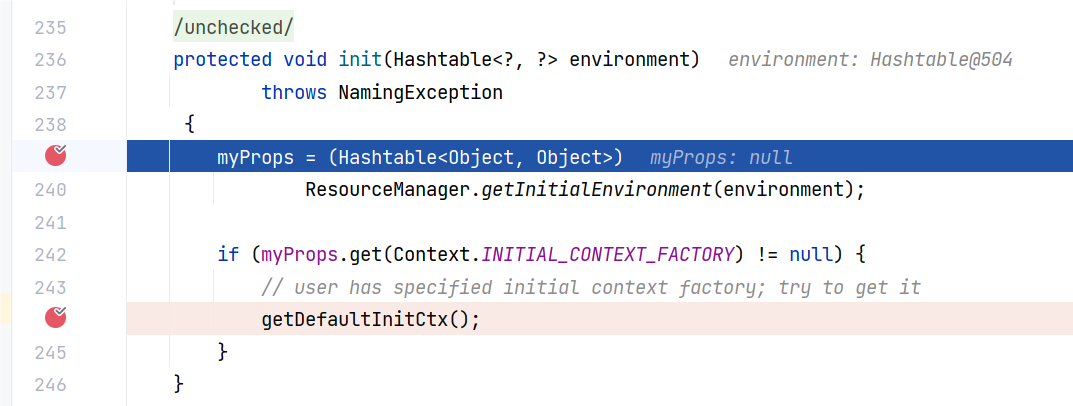 235 /unchecked/
236 protected void init(Hashtable<?, ?> environment) environment: Hashtable@504
237 throws NamingException
238 {
myProps = (Hashtable<Object, Object>) myProps: null
240 ResourceManager.getInitialEnvironment(environment);
241
242 if (myProps.get(Context.INITIAL_CONTEXT_FACTORY) != null) {
243 // user has specified initial context factory; try to get it
getDefaultInitCtx();
245 }
246 }